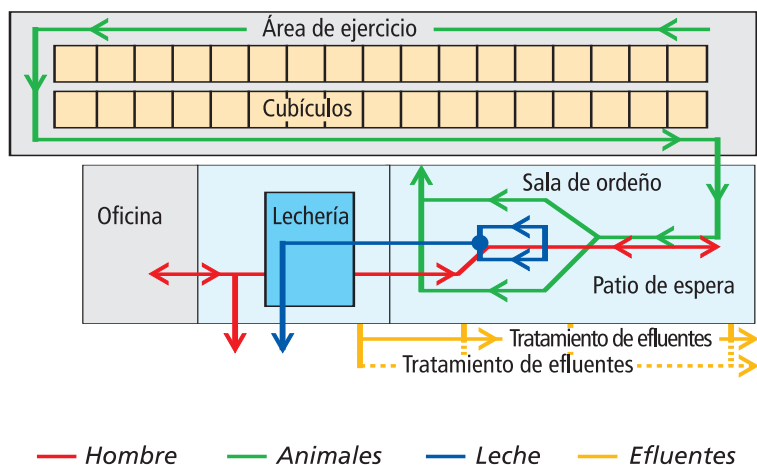 Área de ejercicio
Cubículos
Sala de ordeño
Oficina
Lechería
Patio de espera
Tratamiento de efluentes
Tratamiento de efluentes
Hombre
Animales
Leche
Efluentes